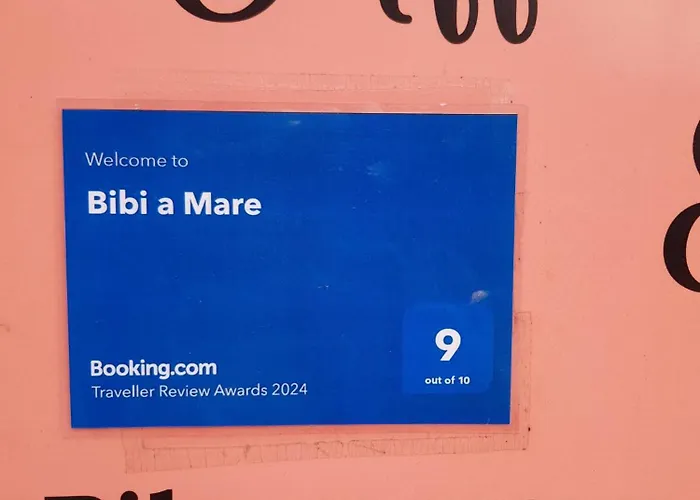 Welcome to
Bibi a Mare
9
out of 10
Booking.com
Traveller Review Awards 2024